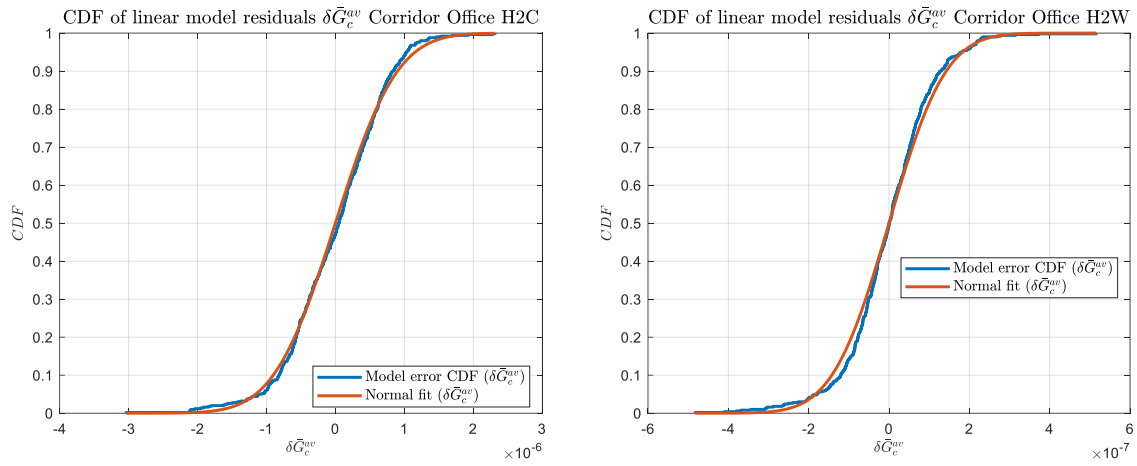 CDF of linear model residuals δḠ_c^{av} Corridor Office H2C
1
0.9
0.8
0.7
0.6
0.5
0.4
0.3
0.2
0.1
0
CDF
Model error CDF (δḠ_c^{av})
Normal fit (δḠ_c^{av})
-4 -3 -2 -1 0 1 2 3
δḠ_c^{av}
×10^{-6}
CDF of linear model residuals δḠ_c^{av} Corridor Office H2W
1
0.9
0.8
0.7
0.6
0.5
0.4
0.3
0.2
0.1
0
CDF
Model error CDF (δḠ_c^{av})
Normal fit (δḠ_c^{av})
-6 -4 -2 0 2 4 6
δḠ_c^{av}
×10^{-7}